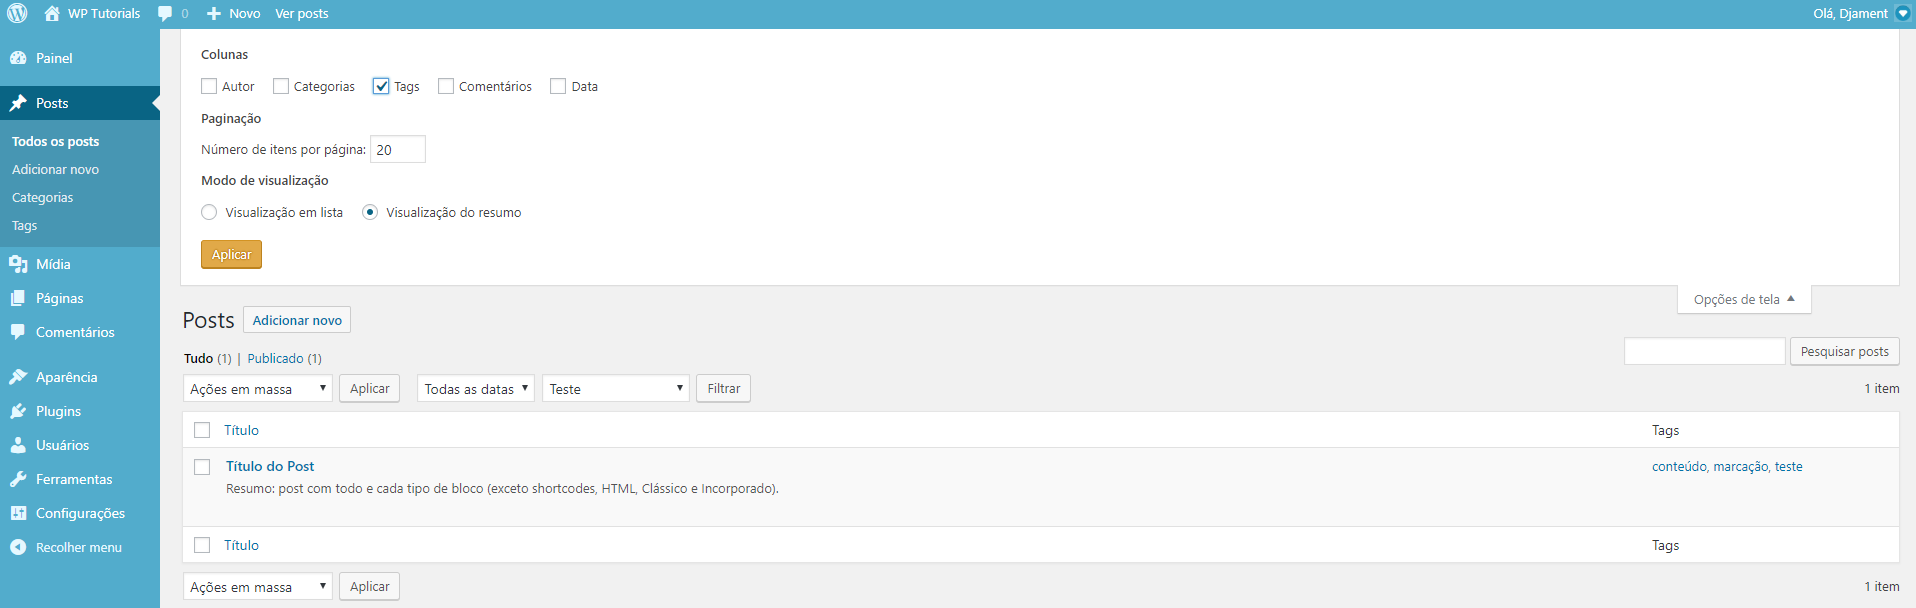 WP Tutorials 0 Novo Ver posts Olá, Djament
Painel
Posts
Todos os posts
Adicionar novo
Categorias
Tags
Mídia
Páginas
Comentários
Aparência
Plugins
Usuários
Ferramentas
Configurações
Recolher menu
Colunas
Autor Categorias Tags Comentários Data
Paginação
Número de itens por página: 20
Modo de visualização
Visualização em lista Visualização do resumo
Aplicar
Opções de tela
Posts Adicionar novo
Tudo (1) | Publicado (1)
Pesquisar posts
Ações em massa Aplicar Todas as datas Teste Filtrar 1 item
Título Tags
Título do Post conteúdo, marcação, teste
Resumo: post com todo e cada tipo de bloco (exceto shortcodes, HTML, Clássico e Incorporado).
Título Tags
Ações em massa Aplicar 1 item